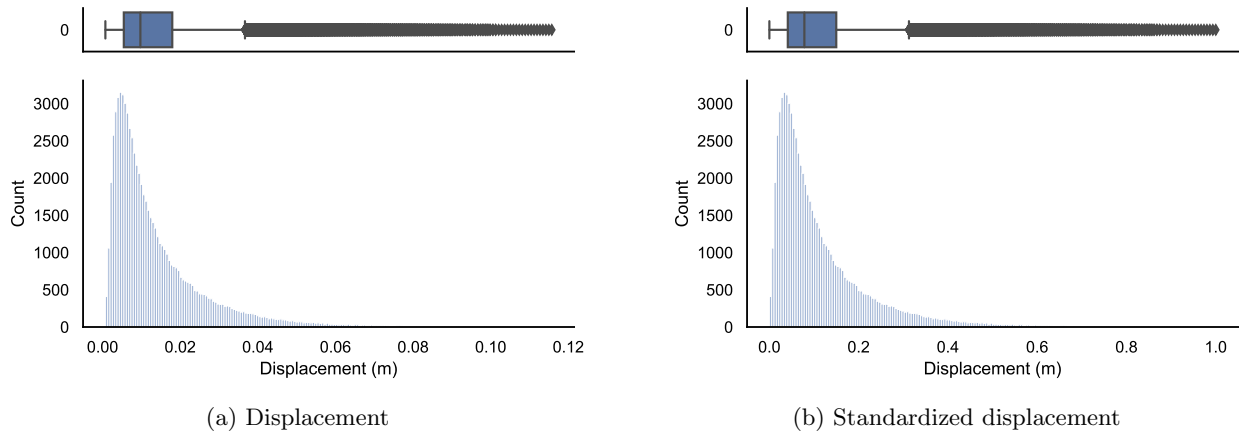 0
3000
2500
2000
1500
1000
500
0
Count
0.00 0.02 0.04 0.06 0.08 0.10 0.12
Displacement (m)
(a) Displacement
0
3000
2500
2000
1500
1000
500
0
Count
0.0 0.2 0.4 0.6 0.8 1.0
Displacement (m)
(b) Standardized displacement